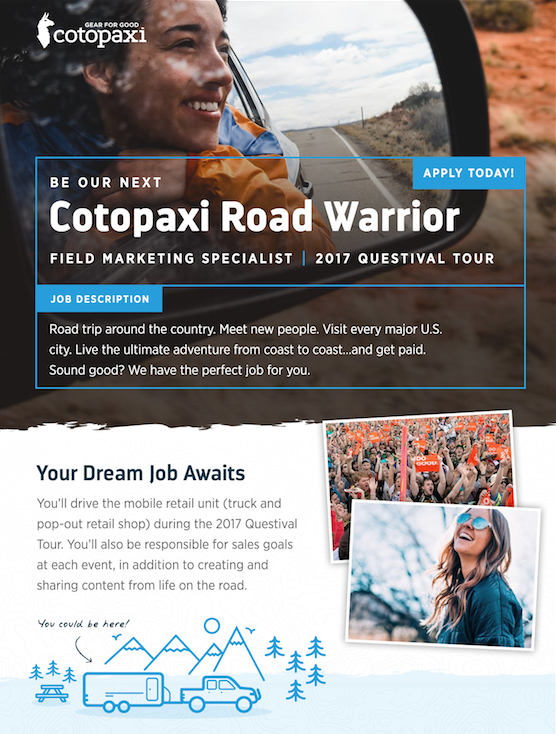 GEAR FOR GOOD
cotopaxi
APPLY TODAY!
BE OUR NEXT
Cotopaxi Road Warrior
FIELD MARKETING SPECIALIST | 2017 QUESTIVAL TOUR
JOB DESCRIPTION
Road trip around the country. Meet new people. Visit every major U.S.
city. Live the ultimate adventure from coast to coast...and get paid.
Sound good? We have the perfect job for you.
Your Dream Job Awaits
You'll drive the mobile retail unit (truck and
pop-out retail shop) during the 2017 Questival
Tour. You'll also be responsible for sales goals
at each event, in addition to creating and
sharing content from life on the road.
DO
GOOD
You could be here!